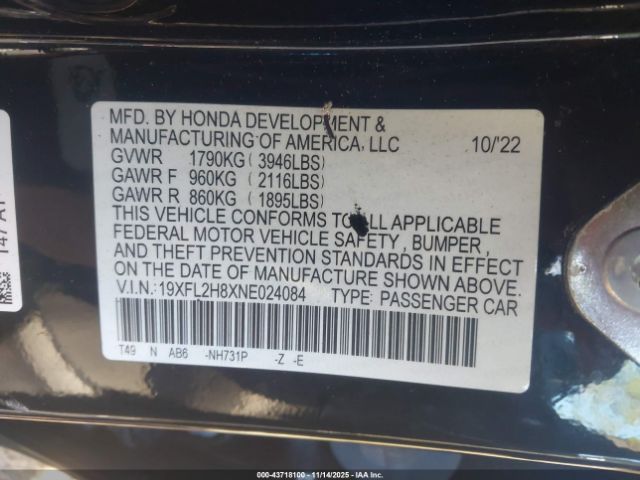 MFD. BY HONDA DEVELOPMENT &
MANUFACTURING OF AMERICA, LLC 10/'22
GVWR 1790KG (3946LBS)
GAWR F 960KG (2116LBS)
GAWR R 860KG (1895LBS)
THIS VEHICLE CONFORMS TO ALL APPLICABLE
FEDERAL MOTOR VEHICLE SAFETY, BUMPER,
AND THEFT PREVENTION STANDARDS IN EFFECT
ON THE DATE OF MANUFACTURE SHOWN ABOVE.
V.I.N.:19XFL2H8XNE024084 TYPE: PASSENGER CAR
T49 N AB6 -NH731P -Z -E
00-43718100 - 11/14/2025 - IAAI, Inc.